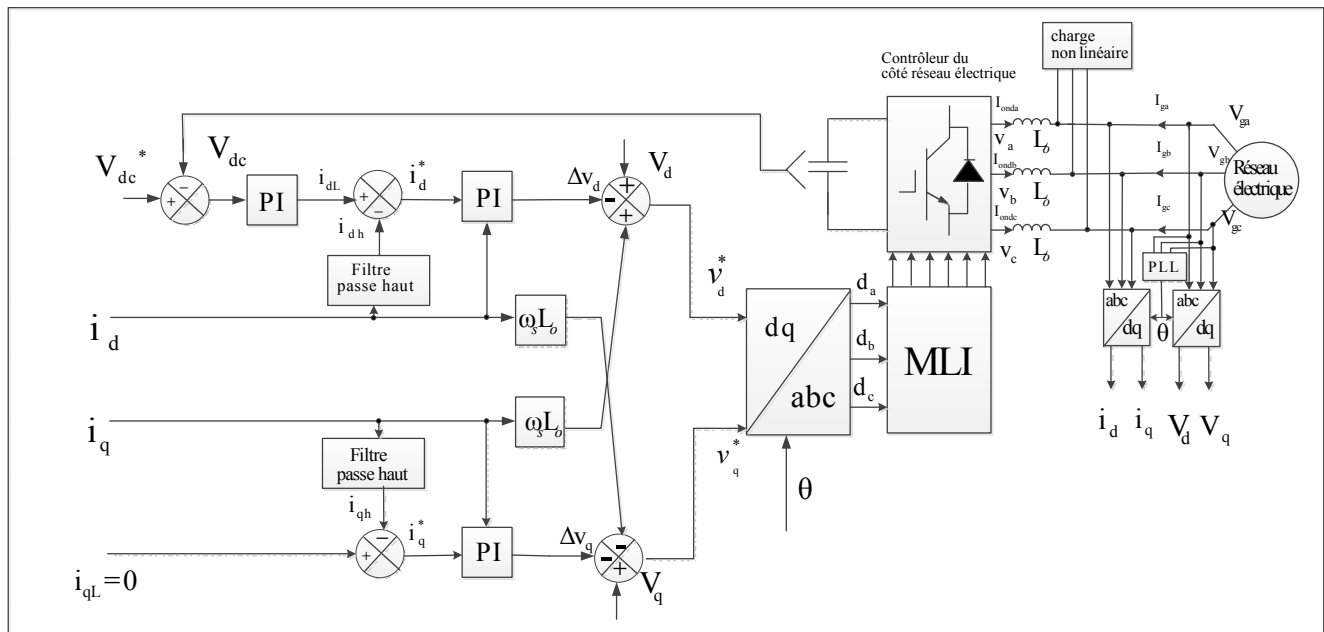 charge
non linéaire
Contrôleur du
côté réseau électrique
I_onda
I_ga
V_ga
v_a
L_o
V_dc*
V_dc
-
+
PI
i_dL
+
-
i_d*
PI
Δv_d
V_d
-
+
+
I_ondb
I_gb
V_gb
v_b
L_o
Réseau
électrique
i_dh
I_ondc
I_gc
V_gc
v_c
L_o
Filtre
passe haut
PLL
v_d*
i_d
ω_s L_o
d_a
dq
abc
d_b
MLI
d_c
abc
dq
θ
abc
dq
i_d
i_q
V_d
V_q
i_q
ω_s L_o
v_q*
θ
Filtre
passe haut
i_qh
-
+
i_q*
PI
Δv_q
-
-
+
V_q
i_qL=0